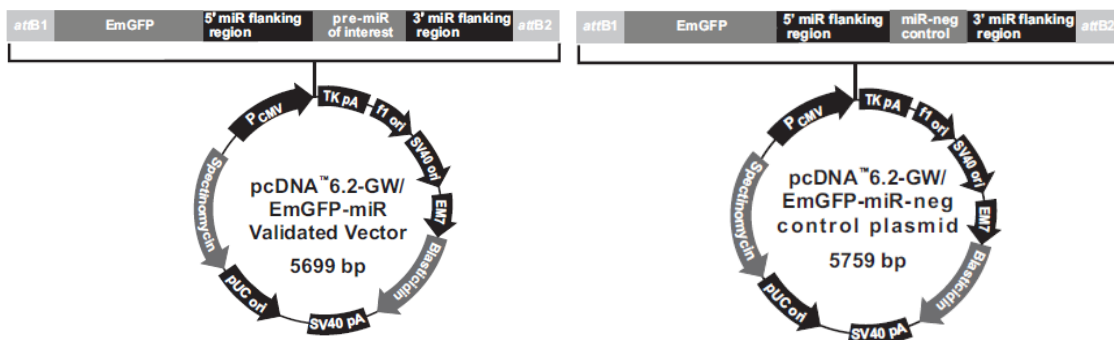 attB1 EmGFP 5' miR flanking region pre-miR of interest 3' miR flanking region attB2
PCMV
TK pA
f1 ori
SV40 ori
EM7
Blasticidin
SV40 pA
pUC ori
Spectinomycin
pcDNA™6.2-GW/
EmGFP-miR
Validated Vector
5699 bp
attB1 EmGFP 5' miR flanking region miR-neg control 3' miR flanking region attB2
PCMV
TK pA
f1 ori
SV40 ori
EM7
Blasticidin
SV40 pA
pUC ori
Spectinomycin
pcDNA™6.2-GW/
EmGFP-miR-neg
control plasmid
5759 bp